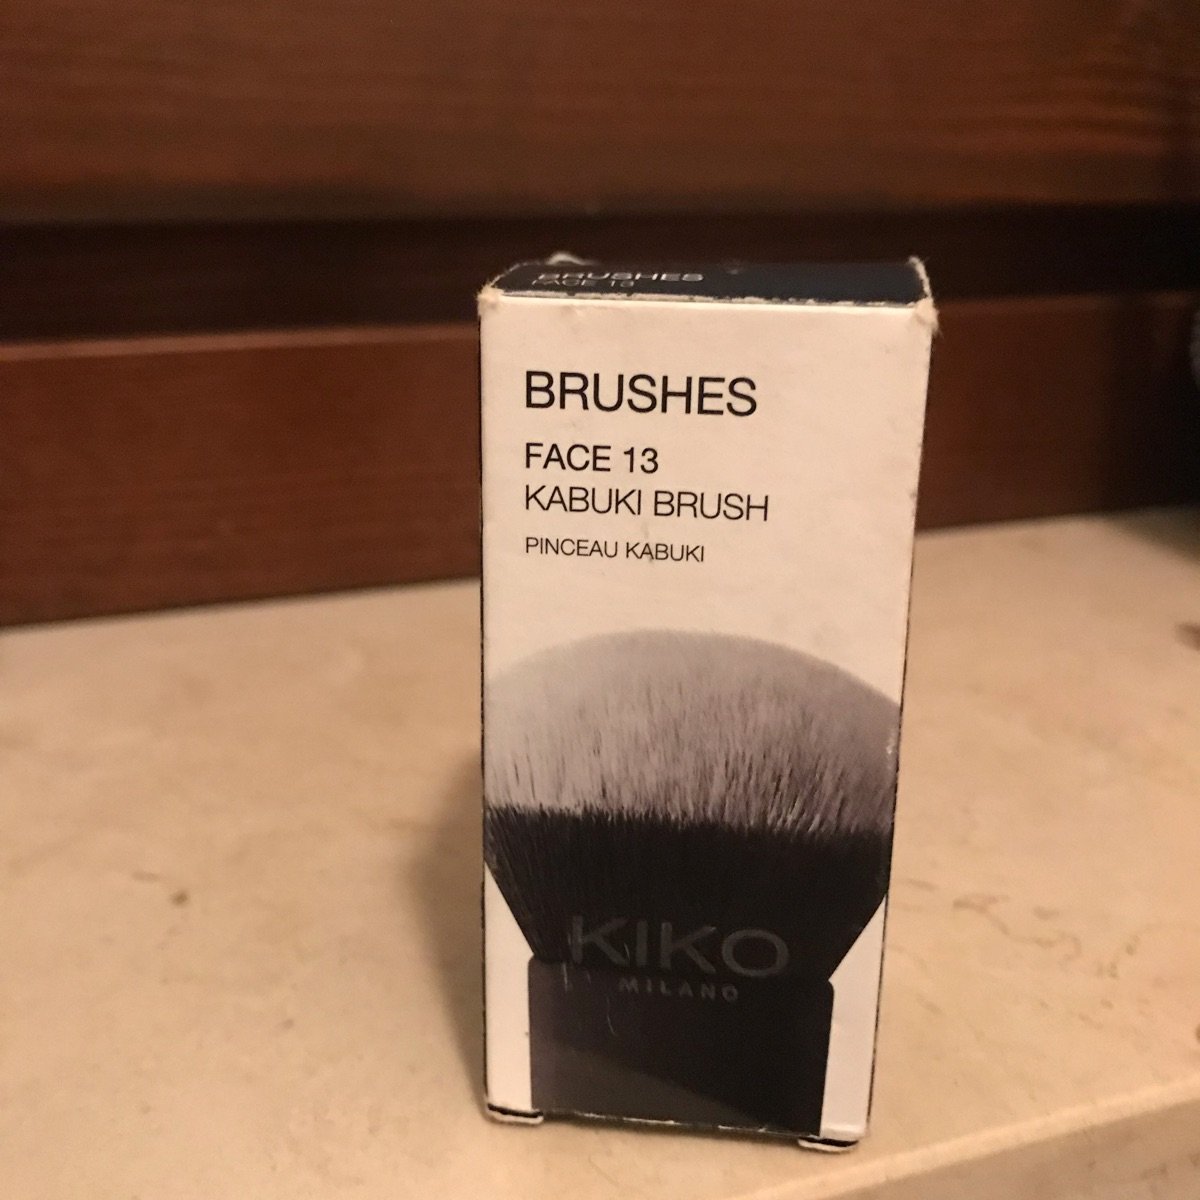 BRUSHES
FACE 13
BRUSHES
FACE 13
KABUKI BRUSH
PINCEAU KABUKI
KIKO
MILANO